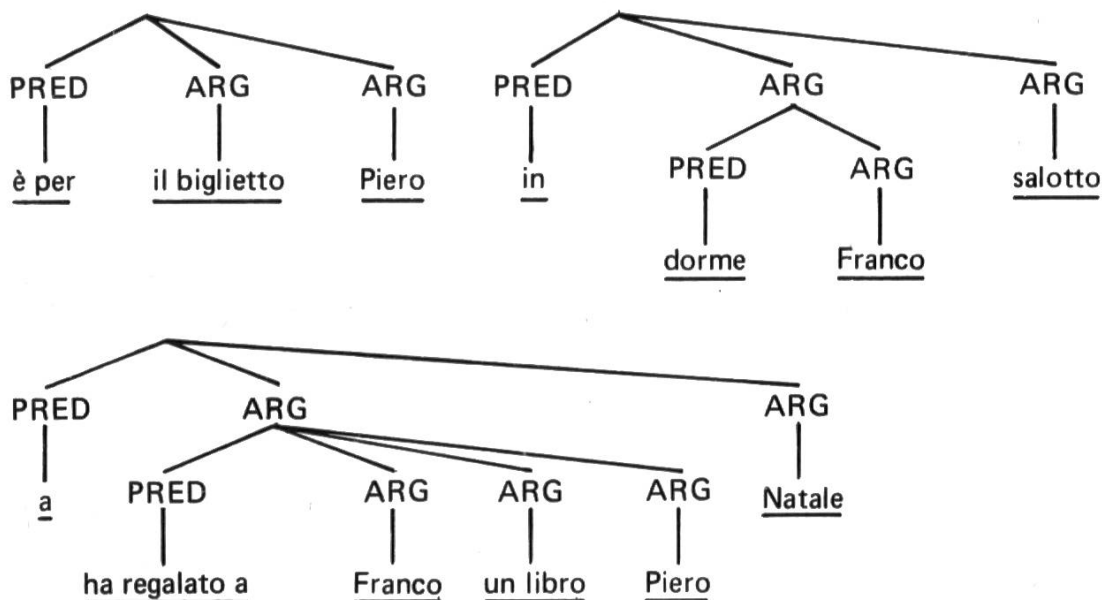 PRED ARG ARG PRED ARG ARG
è per il biglietto Piero in PRED ARG salotto
dorme Franco
PRED ARG ARG
a PRED ARG ARG ARG Natale
ha regalato a Franco un libro Piero